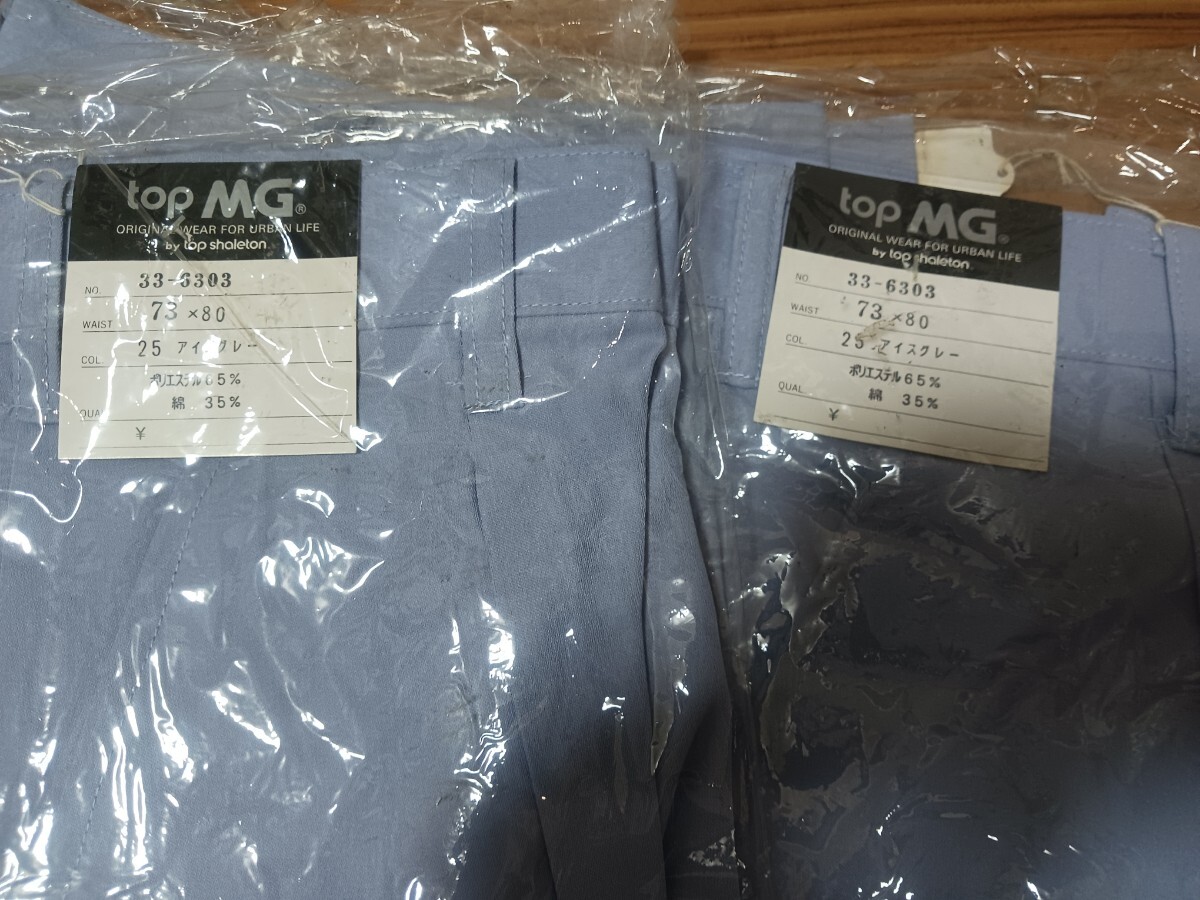 top MG®
ORIGINAL WEAR FOR URBAN LIFE
by top shaleton
NO. 33-6303
WAIST 73×80
COL. 25 アイスグレー
ポリエステル65%
QUAL 綿 35%
¥
top MG®
ORIGINAL WEAR FOR URBAN LIFE
by top shaleton
NO. 33-6303
WAIST 73×80
COL. 25 アイスグレー
ポリエステル65%
QUAL 綿 35%
¥